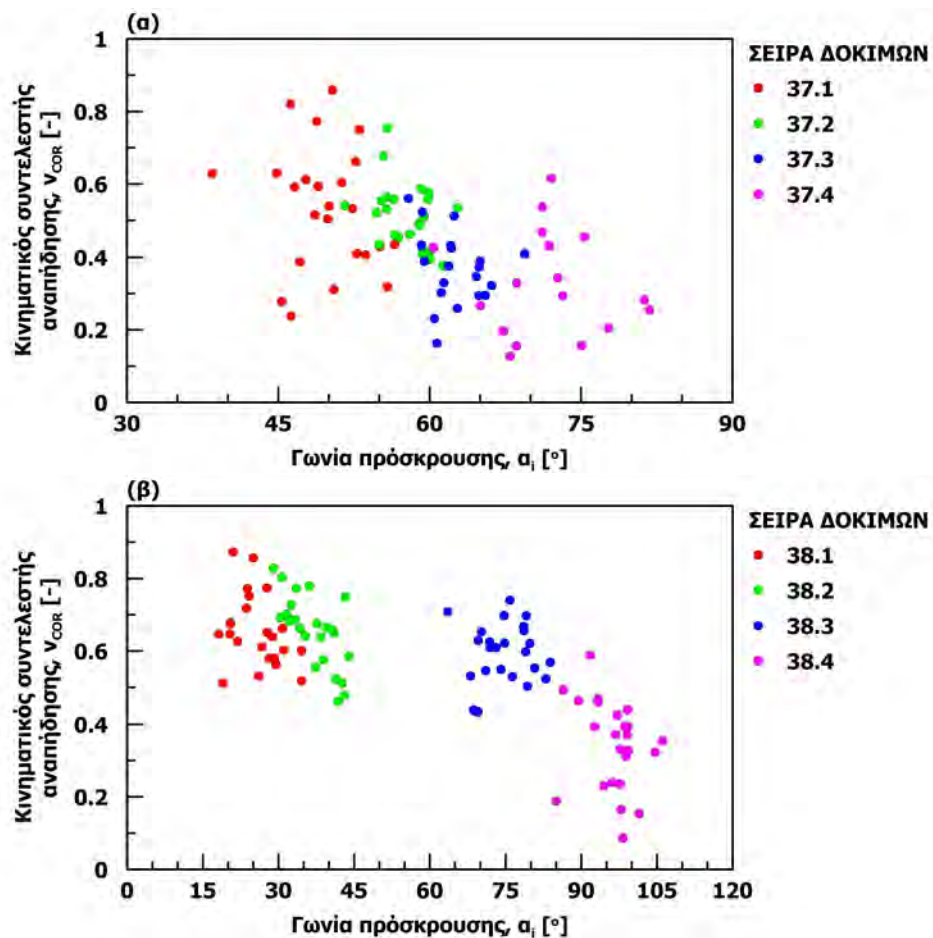 (α)
Κινηματικός συντελεστής
αναπήδησης, v_COR [-]
1
0.8
0.6
0.4
0.2
0
30 45 60 75 90
Γωνία πρόσκρουσης, α_i [°]
ΣΕΙΡΑ ΔΟΚΙΜΩΝ
37.1
37.2
37.3
37.4
(β)
Κινηματικός συντελεστής
αναπήδησης, v_COR [-]
1
0.8
0.6
0.4
0.2
0
0 15 30 45 60 75 90 105 120
Γωνία πρόσκρουσης, α_i [°]
ΣΕΙΡΑ ΔΟΚΙΜΩΝ
38.1
38.2
38.3
38.4